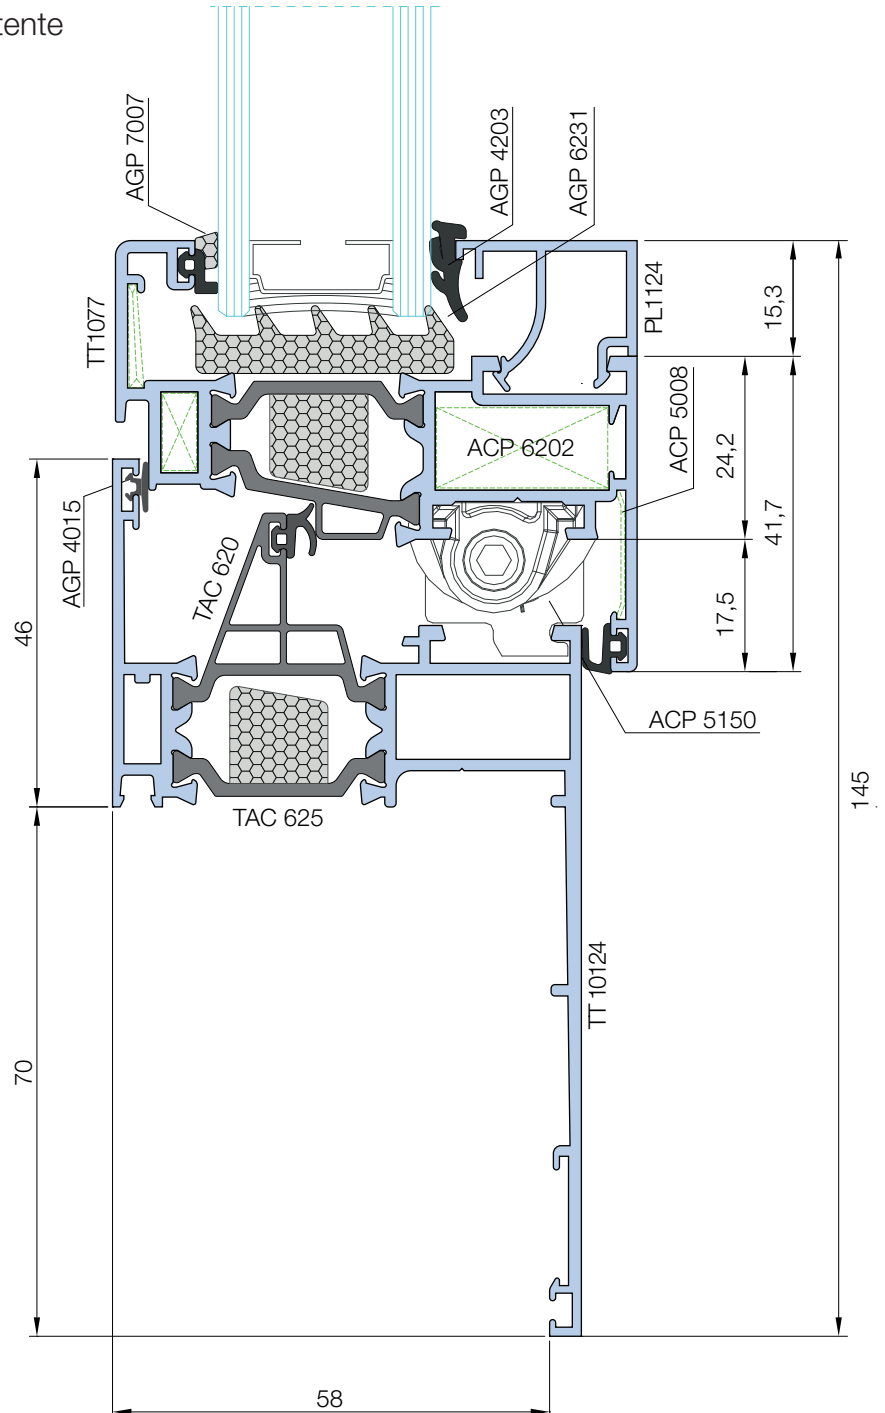 AGP 7007
AGP 4203
AGP 6231
TT1077
PL1124
15,3
ACP 6202
ACP 5008
24,2
41,7
AGP 4015
TAC 620
17,5
46
ACP 5150
TAC 625
145
TT 10124
70
58